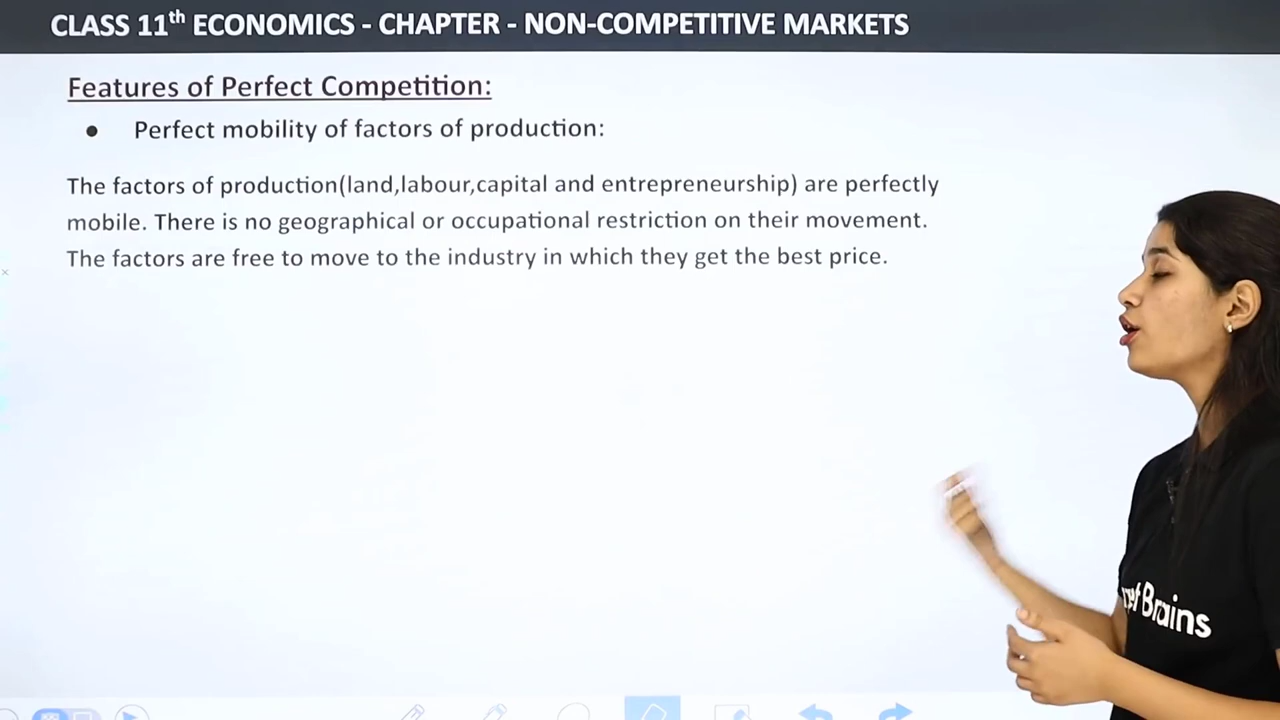 CLASS 11th ECONOMICS - CHAPTER - NON-COMPETITIVE MARKETS
Features of Perfect Competition:
● Perfect mobility of factors of production:
The factors of production(land,labour,capital and entrepreneurship) are perfectly
mobile. There is no geographical or occupational restriction on their movement.
The factors are free to move to the industry in which they get the best price.
Brains